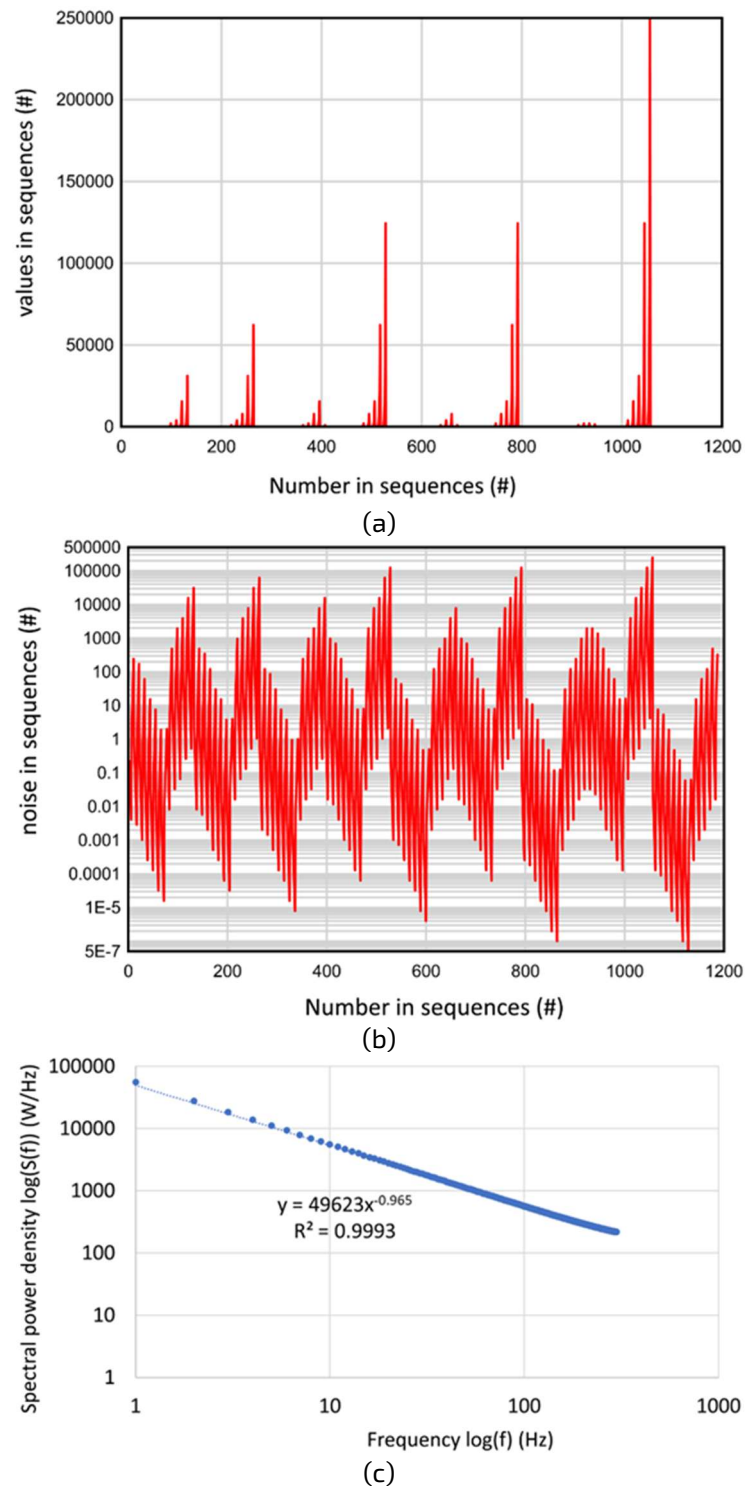 250000
200000
150000
100000
50000
0
values in sequences (#)
0 200 400 600 800 1000 1200
Number in sequences (#)
(a)
500000
100000
10000
1000
100
10
1
0.1
0.01
0.001
0.0001
1E-5
5E-7
noise in sequences (#)
0 200 400 600 800 1000 1200
Number in sequences (#)
(b)
100000
10000
1000
100
10
1
Spectral power density log(S(f)) (W/Hz)
y = 49623x^-0.965
R² = 0.9993
1 10 100 1000
Frequency log(f) (Hz)
(c)